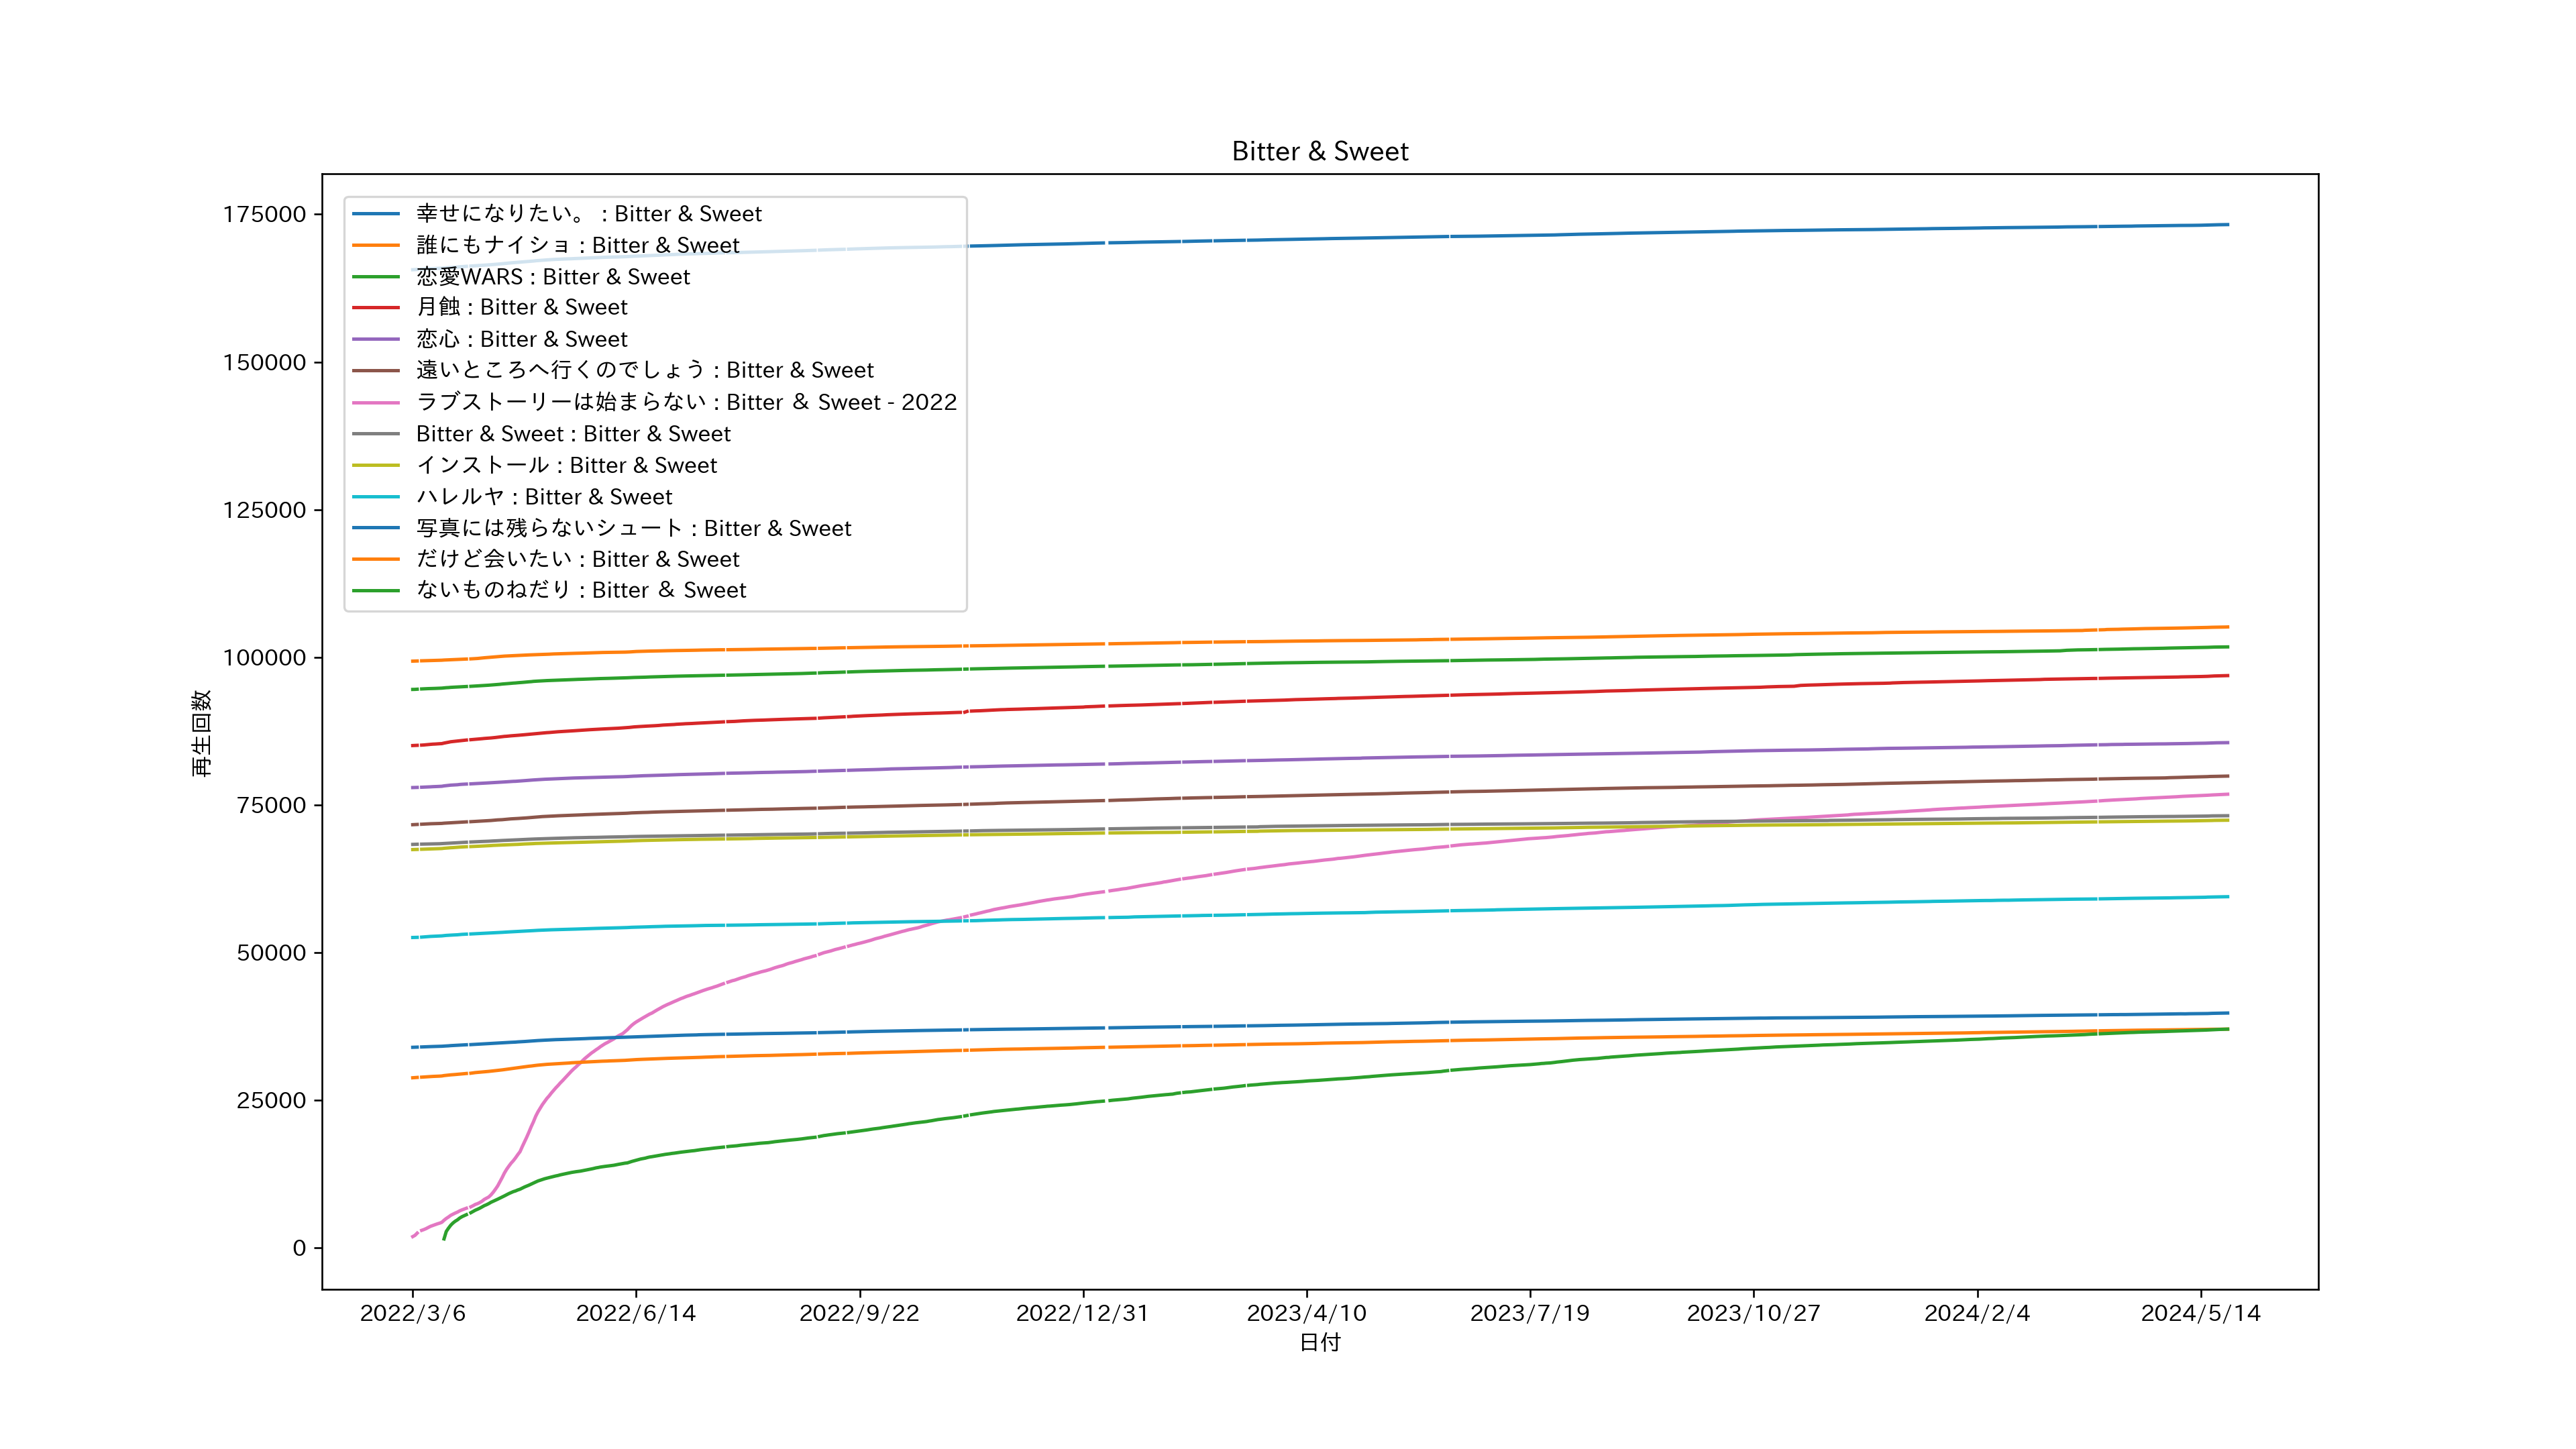 Bitter & Sweet
175000
150000
125000
100000
75000
50000
25000
0
再生回数
幸せになりたい。 : Bitter & Sweet
誰にもナイショ : Bitter & Sweet
恋愛WARS : Bitter & Sweet
月蝕 : Bitter & Sweet
恋心 : Bitter & Sweet
遠いところへ行くのでしょう : Bitter & Sweet
ラブストーリーは始まらない : Bitter ＆ Sweet - 2022
Bitter & Sweet : Bitter & Sweet
インストール : Bitter & Sweet
ハレルヤ : Bitter & Sweet
写真には残らないシュート : Bitter & Sweet
だけど会いたい : Bitter & Sweet
ないものねだり : Bitter ＆ Sweet
2022/3/6 2022/6/14 2022/9/22 2022/12/31 2023/4/10 2023/7/19 2023/10/27 2024/2/4 2024/5/14
日付